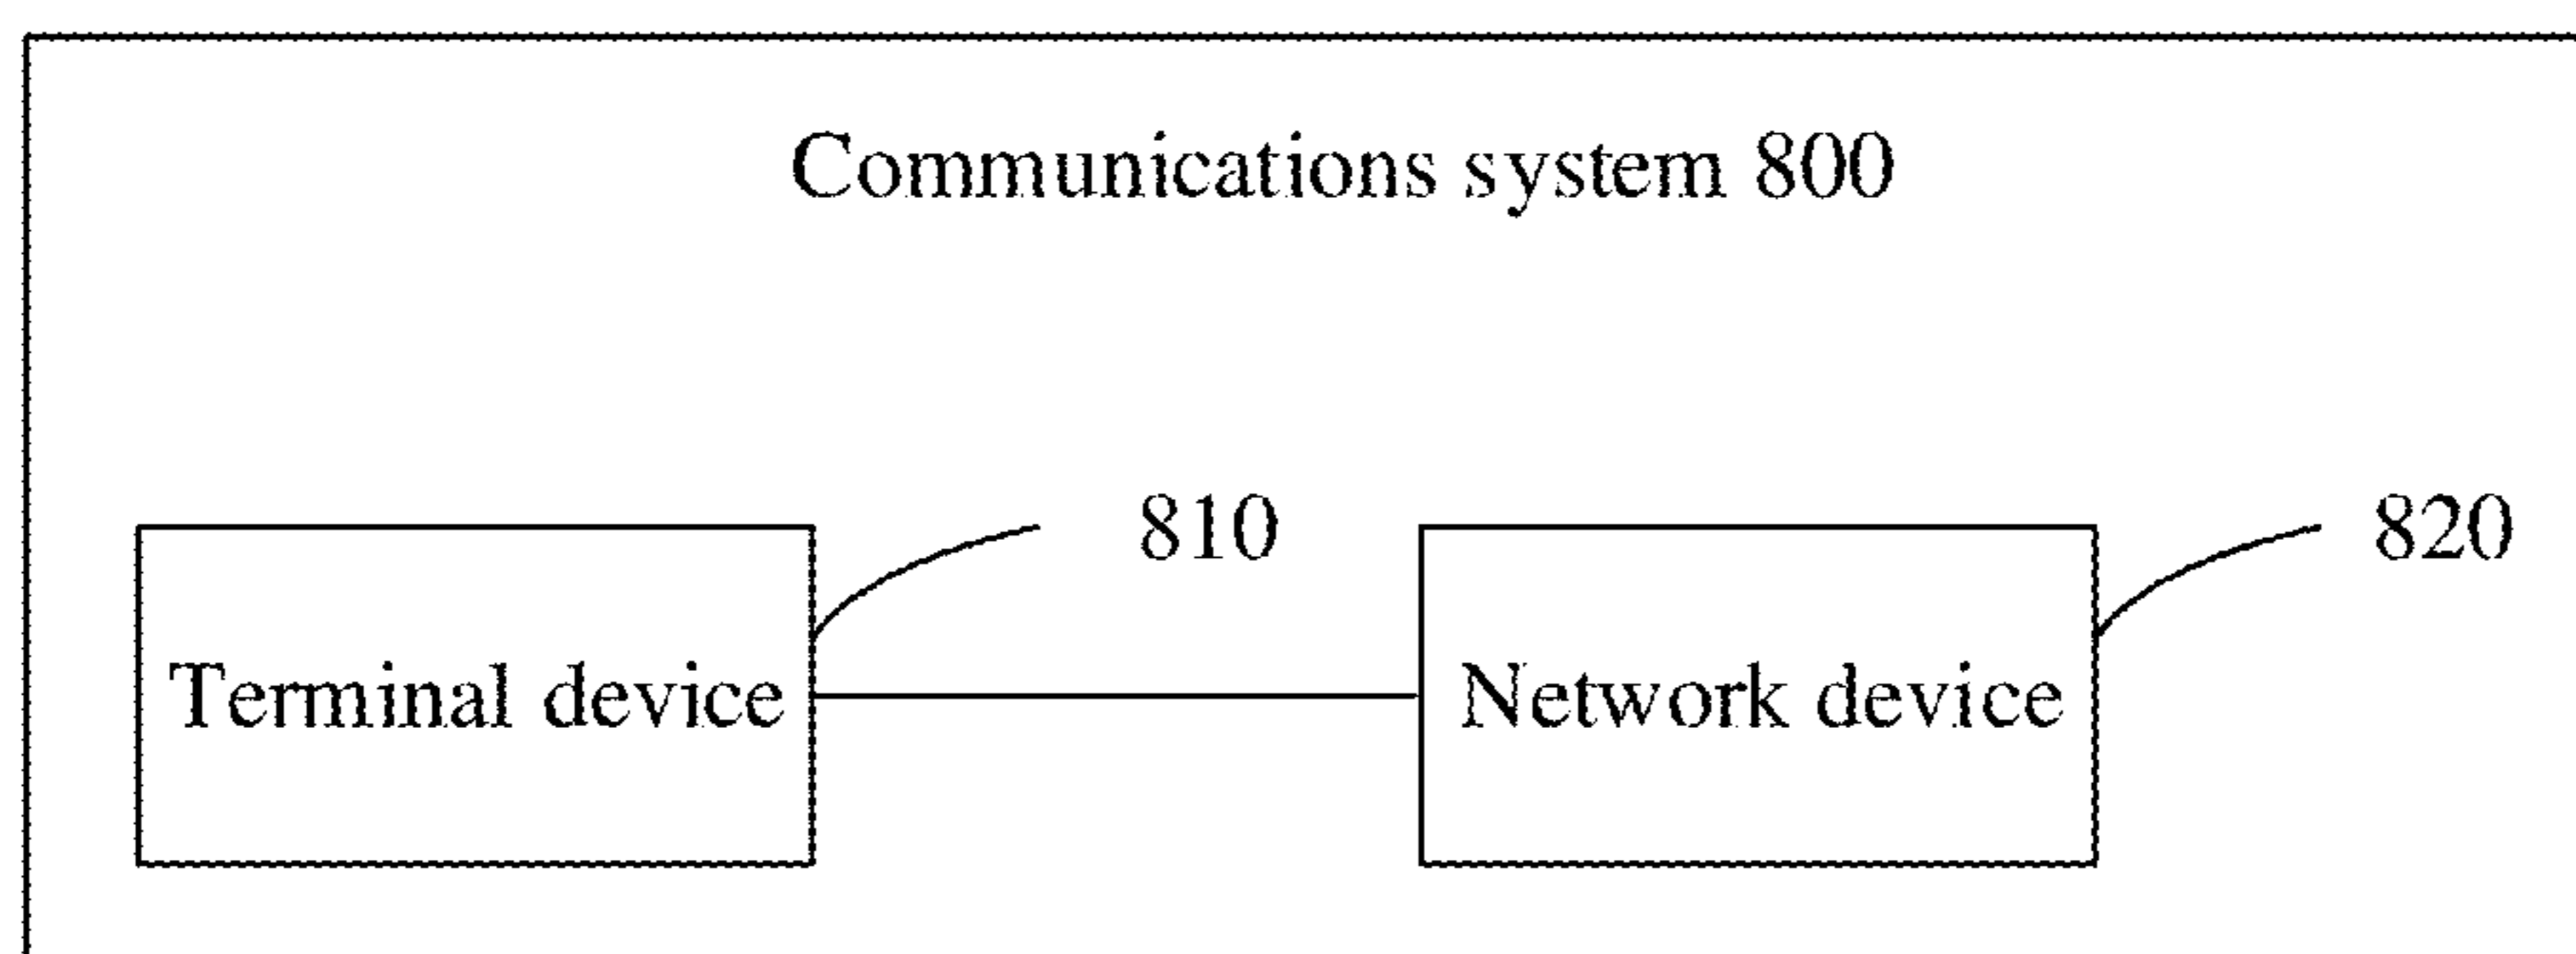 Communications system 800
810
820
Terminal device
Network device